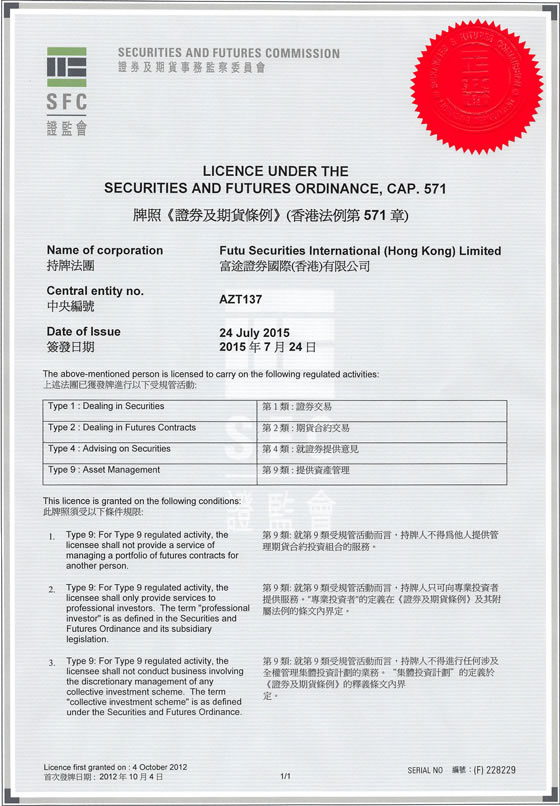 SECURITIES AND FUTURES COMMISSION
證券及期貨事務監察委員會
SFC
證監會
LICENCE UNDER THE
SECURITIES AND FUTURES ORDINANCE, CAP. 571
牌照《證券及期貨條例》(香港法例第 571 章)
Name of corporation
持牌法團
Futu Securities International (Hong Kong) Limited
富途證券國際(香港)有限公司
Central entity no.
中央編號
AZT137
Date of Issue
簽發日期
24 July 2015
2015 年 7 月 24 日
The above-mentioned person is licensed to carry on the following regulated activities:
上述法團已獲發牌進行以下受規管活動:
Type 1 : Dealing in Securities
第 1 類 : 證券交易
Type 2 : Dealing in Futures Contracts
第 2 類 : 期貨合約交易
Type 4 : Advising on Securities
第 4 類 : 就證券提供意見
Type 9 : Asset Management
第 9 類 : 提供資產管理
SFC
證監會
This licence is granted on the following conditions:
此牌照須受以下條件規限:
1. Type 9: For Type 9 regulated activity, the
licensee shall not provide a service of
managing a portfolio of futures contracts for
another person.
第 9 類: 就第 9 類受規管活動而言，持牌人不得為他人提供管
理期貨合約投資組合的服務。
2. Type 9: For Type 9 regulated activity, the
licensee shall only provide services to
professional investors. The term "professional
investor" is as defined in the Securities and
Futures Ordinance and its subsidiary
legislation.
第 9 類: 就第 9 類受規管活動而言，持牌人只可向專業投資者
提供服務。"專業投資者"的定義在《證券及期貨條例》及其附
屬法例的條文內界定。
3. Type 9: For Type 9 regulated activity, the
licensee shall not conduct business involving
the discretionary management of any
collective investment scheme. The term
"collective investment scheme" is as defined
under the Securities and Futures Ordinance.
第 9 類: 就第 9 類受規管活動而言，持牌人不得進行任何涉及
全權管理集體投資計劃的業務。 "集體投資計劃" 的定義於
《證券及期貨條例》的釋義條文內界
定。
Licence first granted on : 4 October 2012
首次發牌日期 : 2012 年 10 月 4 日
1/1
SERIAL NO 編號 : (F) 228229